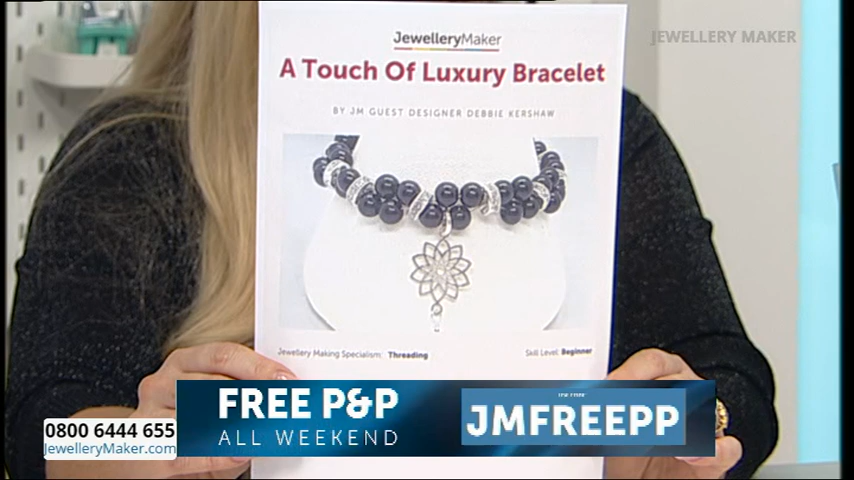 JEWELLERY MAKER
JewelleryMaker
A Touch Of Luxury Bracelet
BY JM GUEST DESIGNER DEBBIE KERSHAW
Jewellery Making Specialism: Threading
Skill Level: Beginner
FREE P&P
ALL WEEKEND
JMFREEPP
0800 6444 655
JewelleryMaker.com